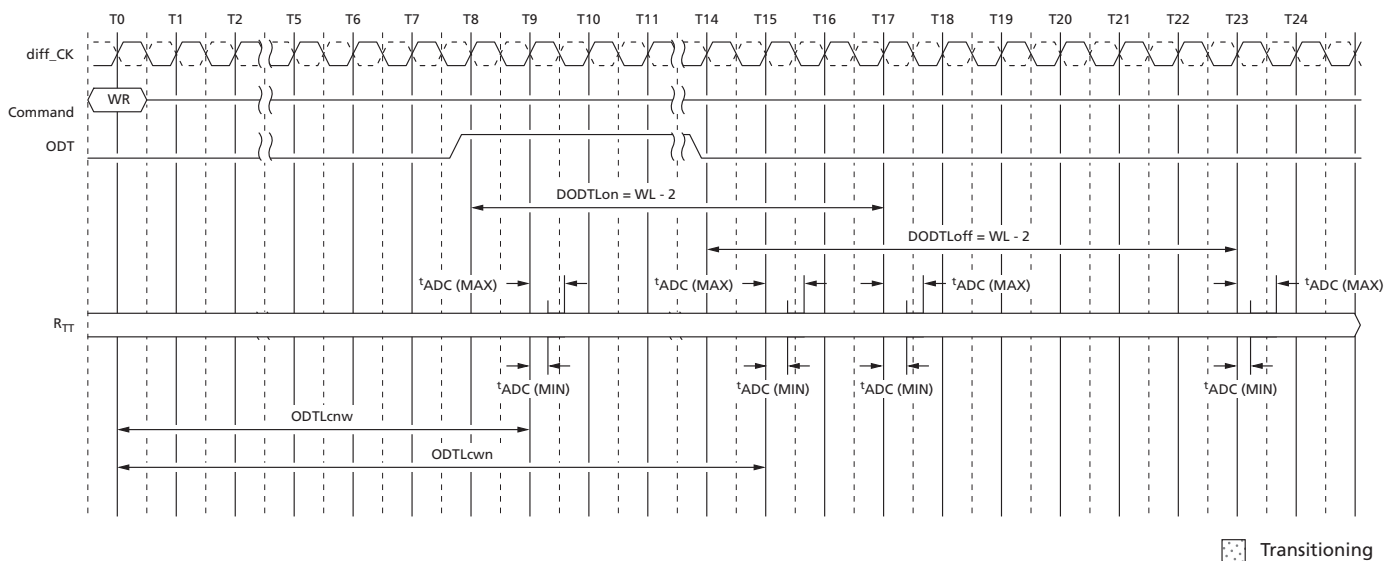 T0 T1 T2 T5 T6 T7 T8 T9 T10 T11 T14 T15 T16 T17 T18 T19 T20 T21 T22 T23 T24
diff_CK
WR
Command
ODT
DODTLon = WL - 2
DODTLoff = WL - 2
tADC (MAX) tADC (MAX) tADC (MAX) tADC (MAX)
RTT
tADC (MIN) tADC (MIN) tADC (MIN) tADC (MIN)
ODTLcnw
ODTLcwn
Transitioning